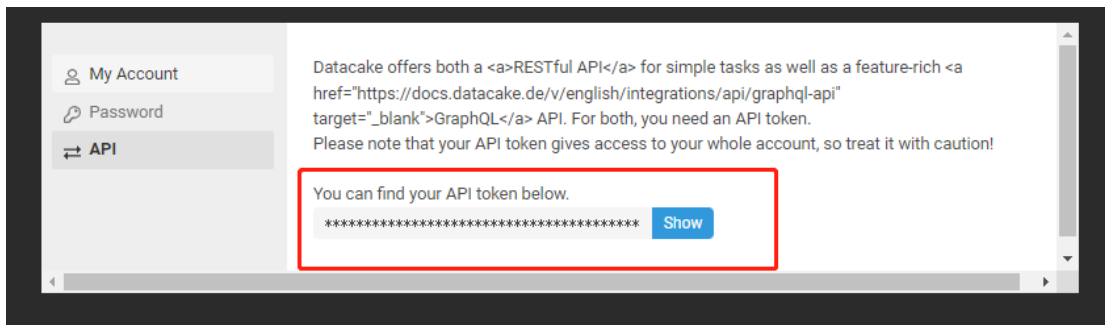 My Account
Password
API
Datacake offers both a <a>RESTful API</a> for simple tasks as well as a feature-rich <a
href="https://docs.datacake.de/v/english/integrations/api/graphql-api"
target="_blank">GraphQL</a> API. For both, you need an API token.
Please note that your API token gives access to your whole account, so treat it with caution!
You can find your API token below.
**************************************** Show